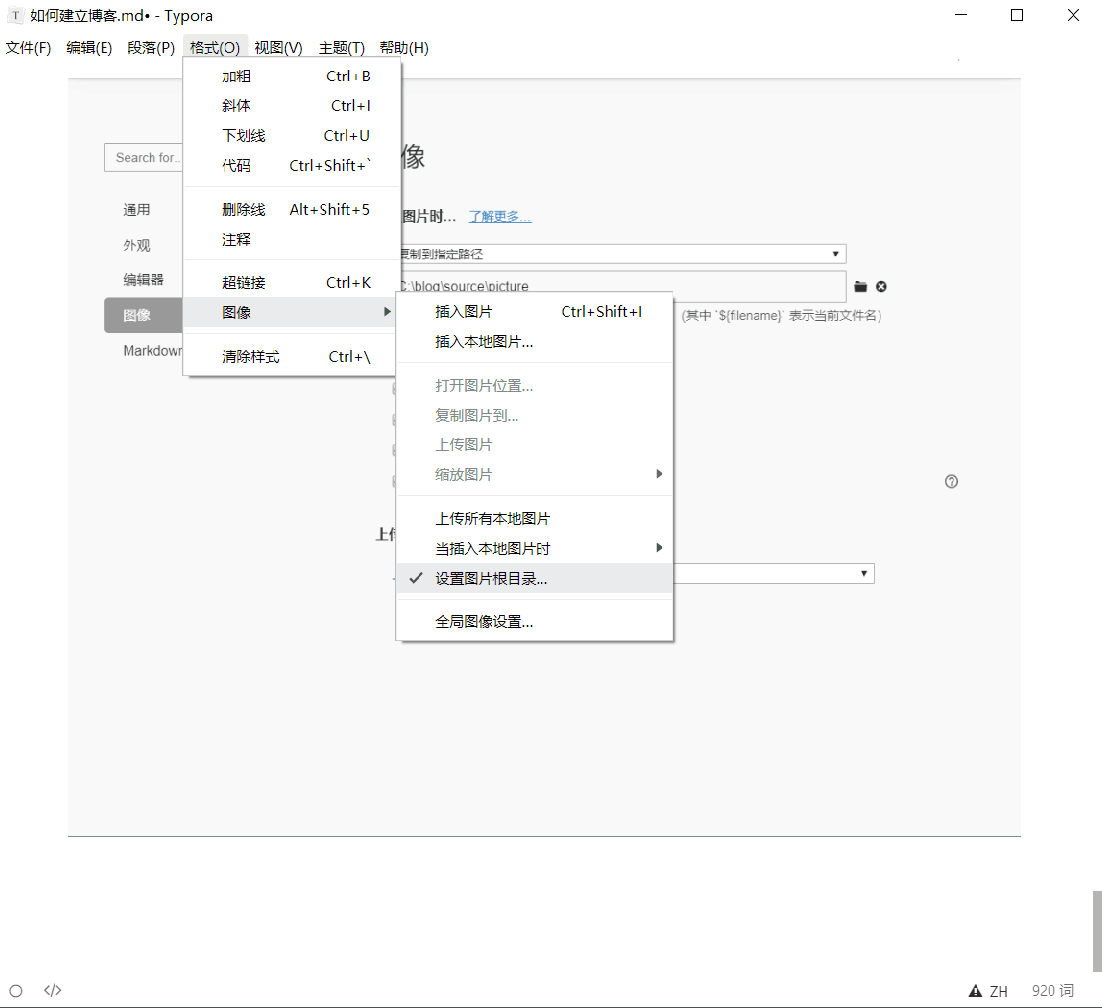 如何建立博客.md• - Typora
文件(F) 编辑(E) 段落(P) 格式(O) 视图(V) 主题(T) 帮助(H)
加粗 Ctrl+B
斜体 Ctrl+I
下划线 Ctrl+U
代码 Ctrl+Shift+`
删除线 Alt+Shift+5
注释
超链接 Ctrl+K
图像
清除样式 Ctrl+\
Search for..
通用
外观
编辑器
图像
Markdown
像
图片时... 了解更多...
复制到指定路径
C:\blog\source\picture
(其中 `${filename}` 表示当前文件名)
插入图片 Ctrl+Shift+I
插入本地图片...
打开图片位置...
复制图片到...
上传图片
缩放图片
上传所有本地图片
当插入本地图片时
设置图片根目录...
全局图像设置...
上传
ZH 920 词